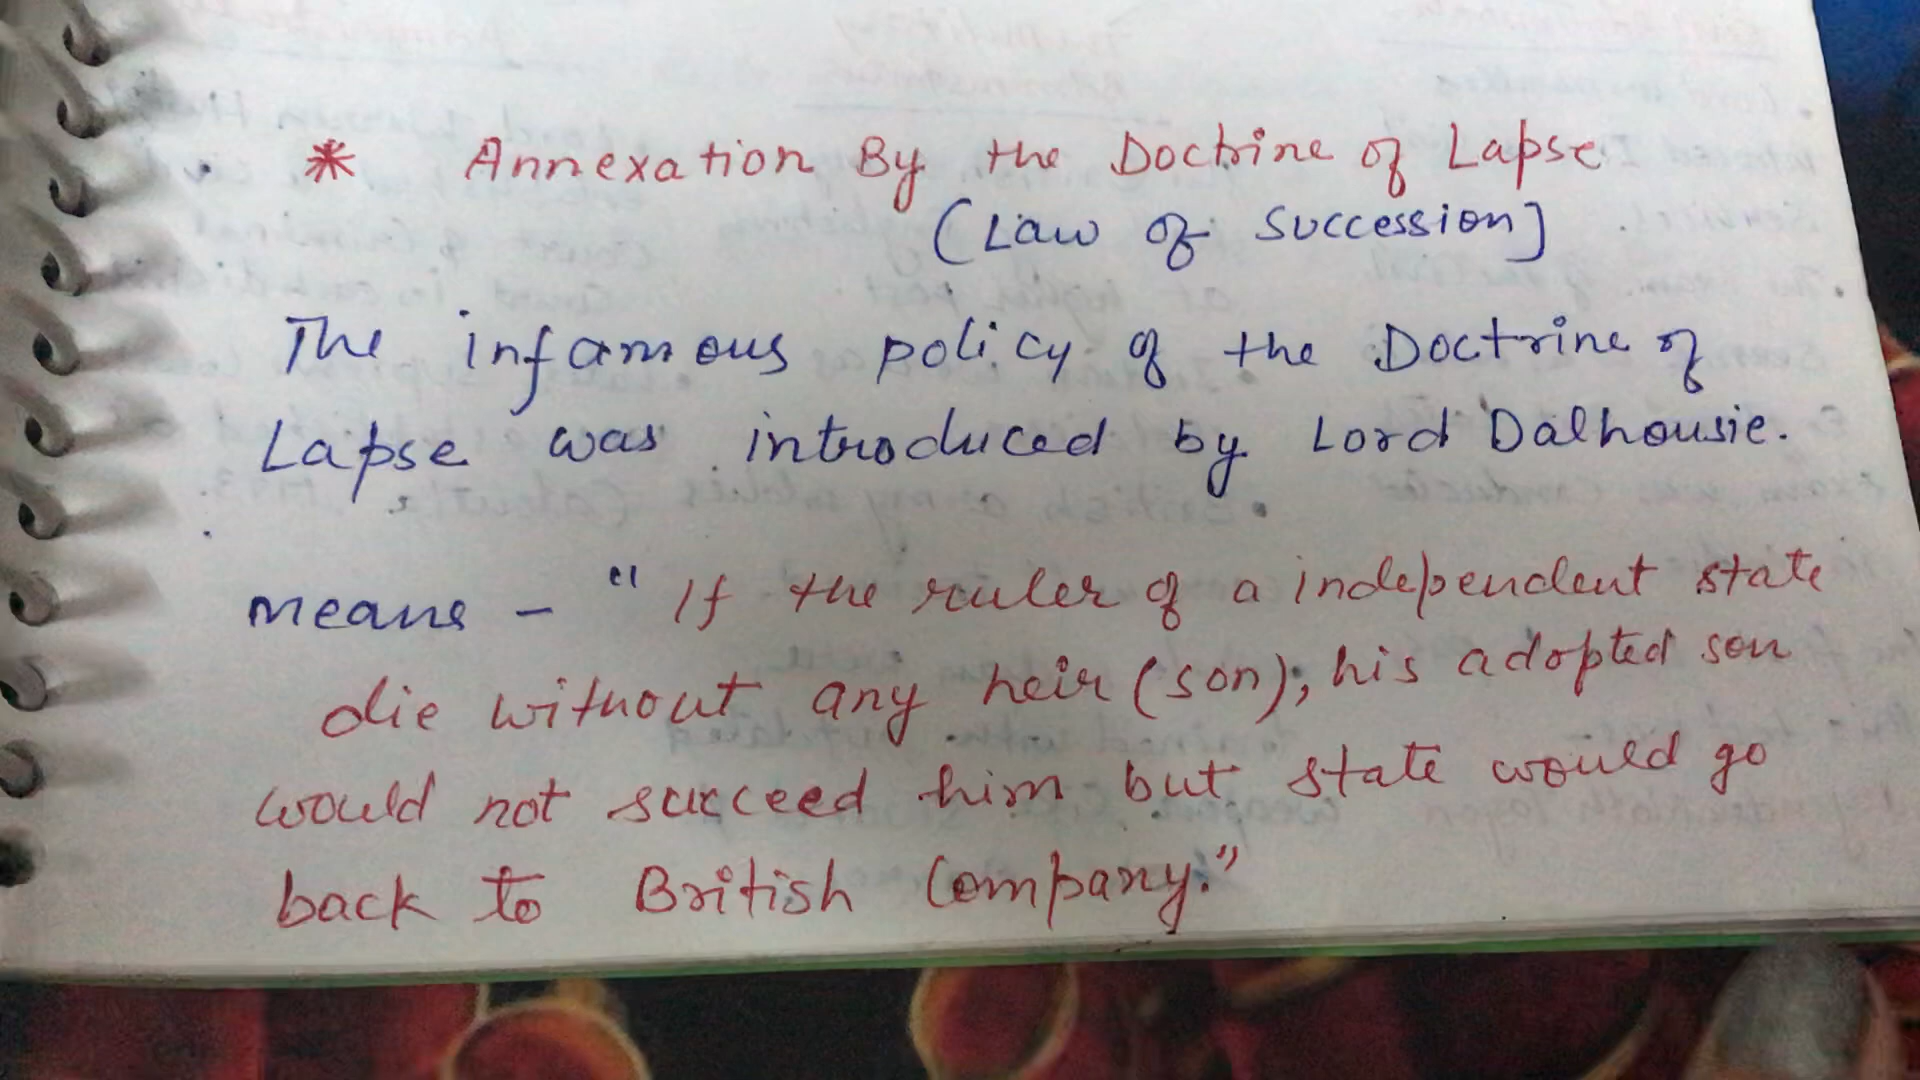 * Annexation By the Doctrine of Lapse
(Law of Succession]
The infamous policy of the Doctrine of
Lapse was introduced by Lord Dalhousie.
means - " If the ruler of a independent state
die without any heir (son); his adopted son
would not succeed him but state would go
back to British Company."